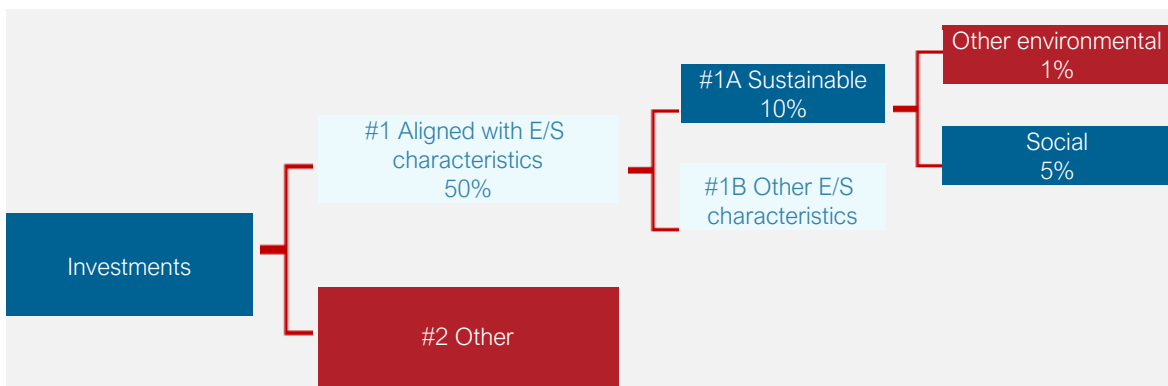 Investments
#1 Aligned with E/S
characteristics
50%
#2 Other
#1A Sustainable
10%
#1B Other E/S
characteristics
Other environmental
1%
Social
5%